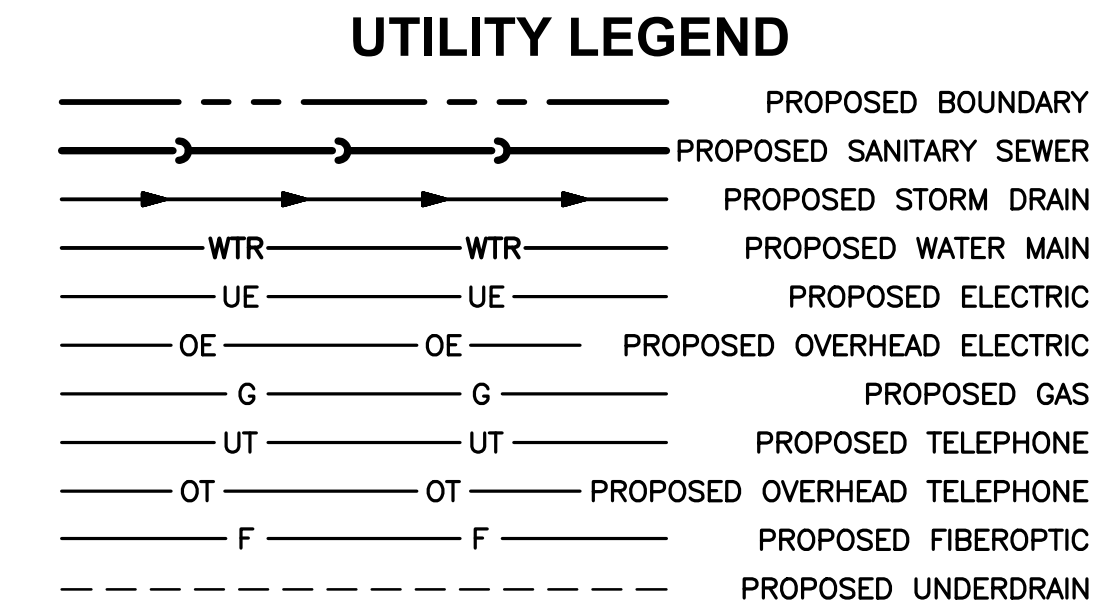 UTILITY LEGEND
PROPOSED BOUNDARY
PROPOSED SANITARY SEWER
PROPOSED STORM DRAIN
WTR WTR PROPOSED WATER MAIN
UE UE PROPOSED ELECTRIC
OE OE PROPOSED OVERHEAD ELECTRIC
G G PROPOSED GAS
UT UT PROPOSED TELEPHONE
OT OT PROPOSED OVERHEAD TELEPHONE
F F PROPOSED FIBEROPTIC
PROPOSED UNDERDRAIN